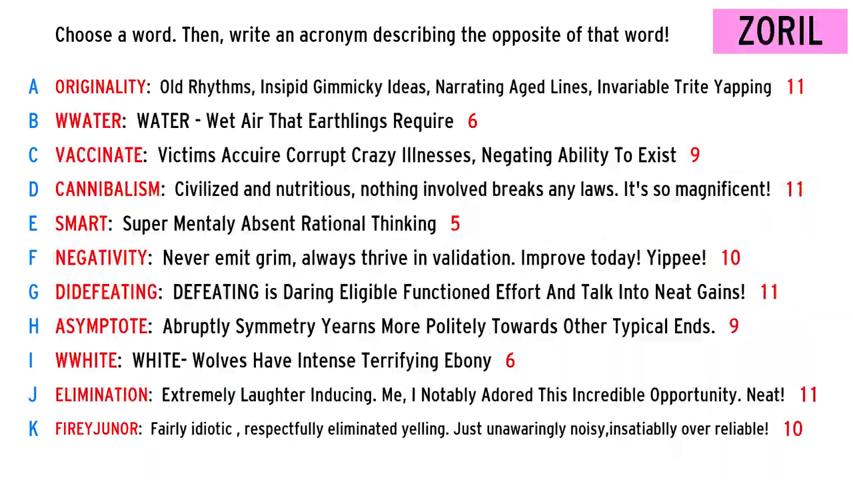 Choose a word. Then, write an acronym describing the opposite of that word!
ZORIL
A ORIGINALITY: Old Rhythms, Insipid Gimmicky Ideas, Narrating Aged Lines, Invariable Trite Yapping 11
B WWATER: WATER - Wet Air That Earthlings Require 6
C VACCINATE: Victims Accuire Corrupt Crazy Illnesses, Negating Ability To Exist 9
D CANNIBALISM: Civilized and nutritious, nothing involved breaks any laws. It's so magnificent! 11
E SMART: Super Mentaly Absent Rational Thinking 5
F NEGATIVITY: Never emit grim, always thrive in validation. Improve today! Yippee! 10
G DIDEFEATING: DEFEATING is Daring Eligible Functioned Effort And Talk Into Neat Gains! 11
H ASYMPTOTE: Abruptly Symmetry Yearns More Politely Towards Other Typical Ends. 9
I WWHITE: WHITE- Wolves Have Intense Terrifying Ebony 6
J ELIMINATION: Extremely Laughter Inducing. Me, I Notably Adored This Incredible Opportunity. Neat! 11
K FIREYJUNOR: Fairly idiotic , respectfully eliminated yelling. Just unawaringly noisy,insatiablly over reliable! 10